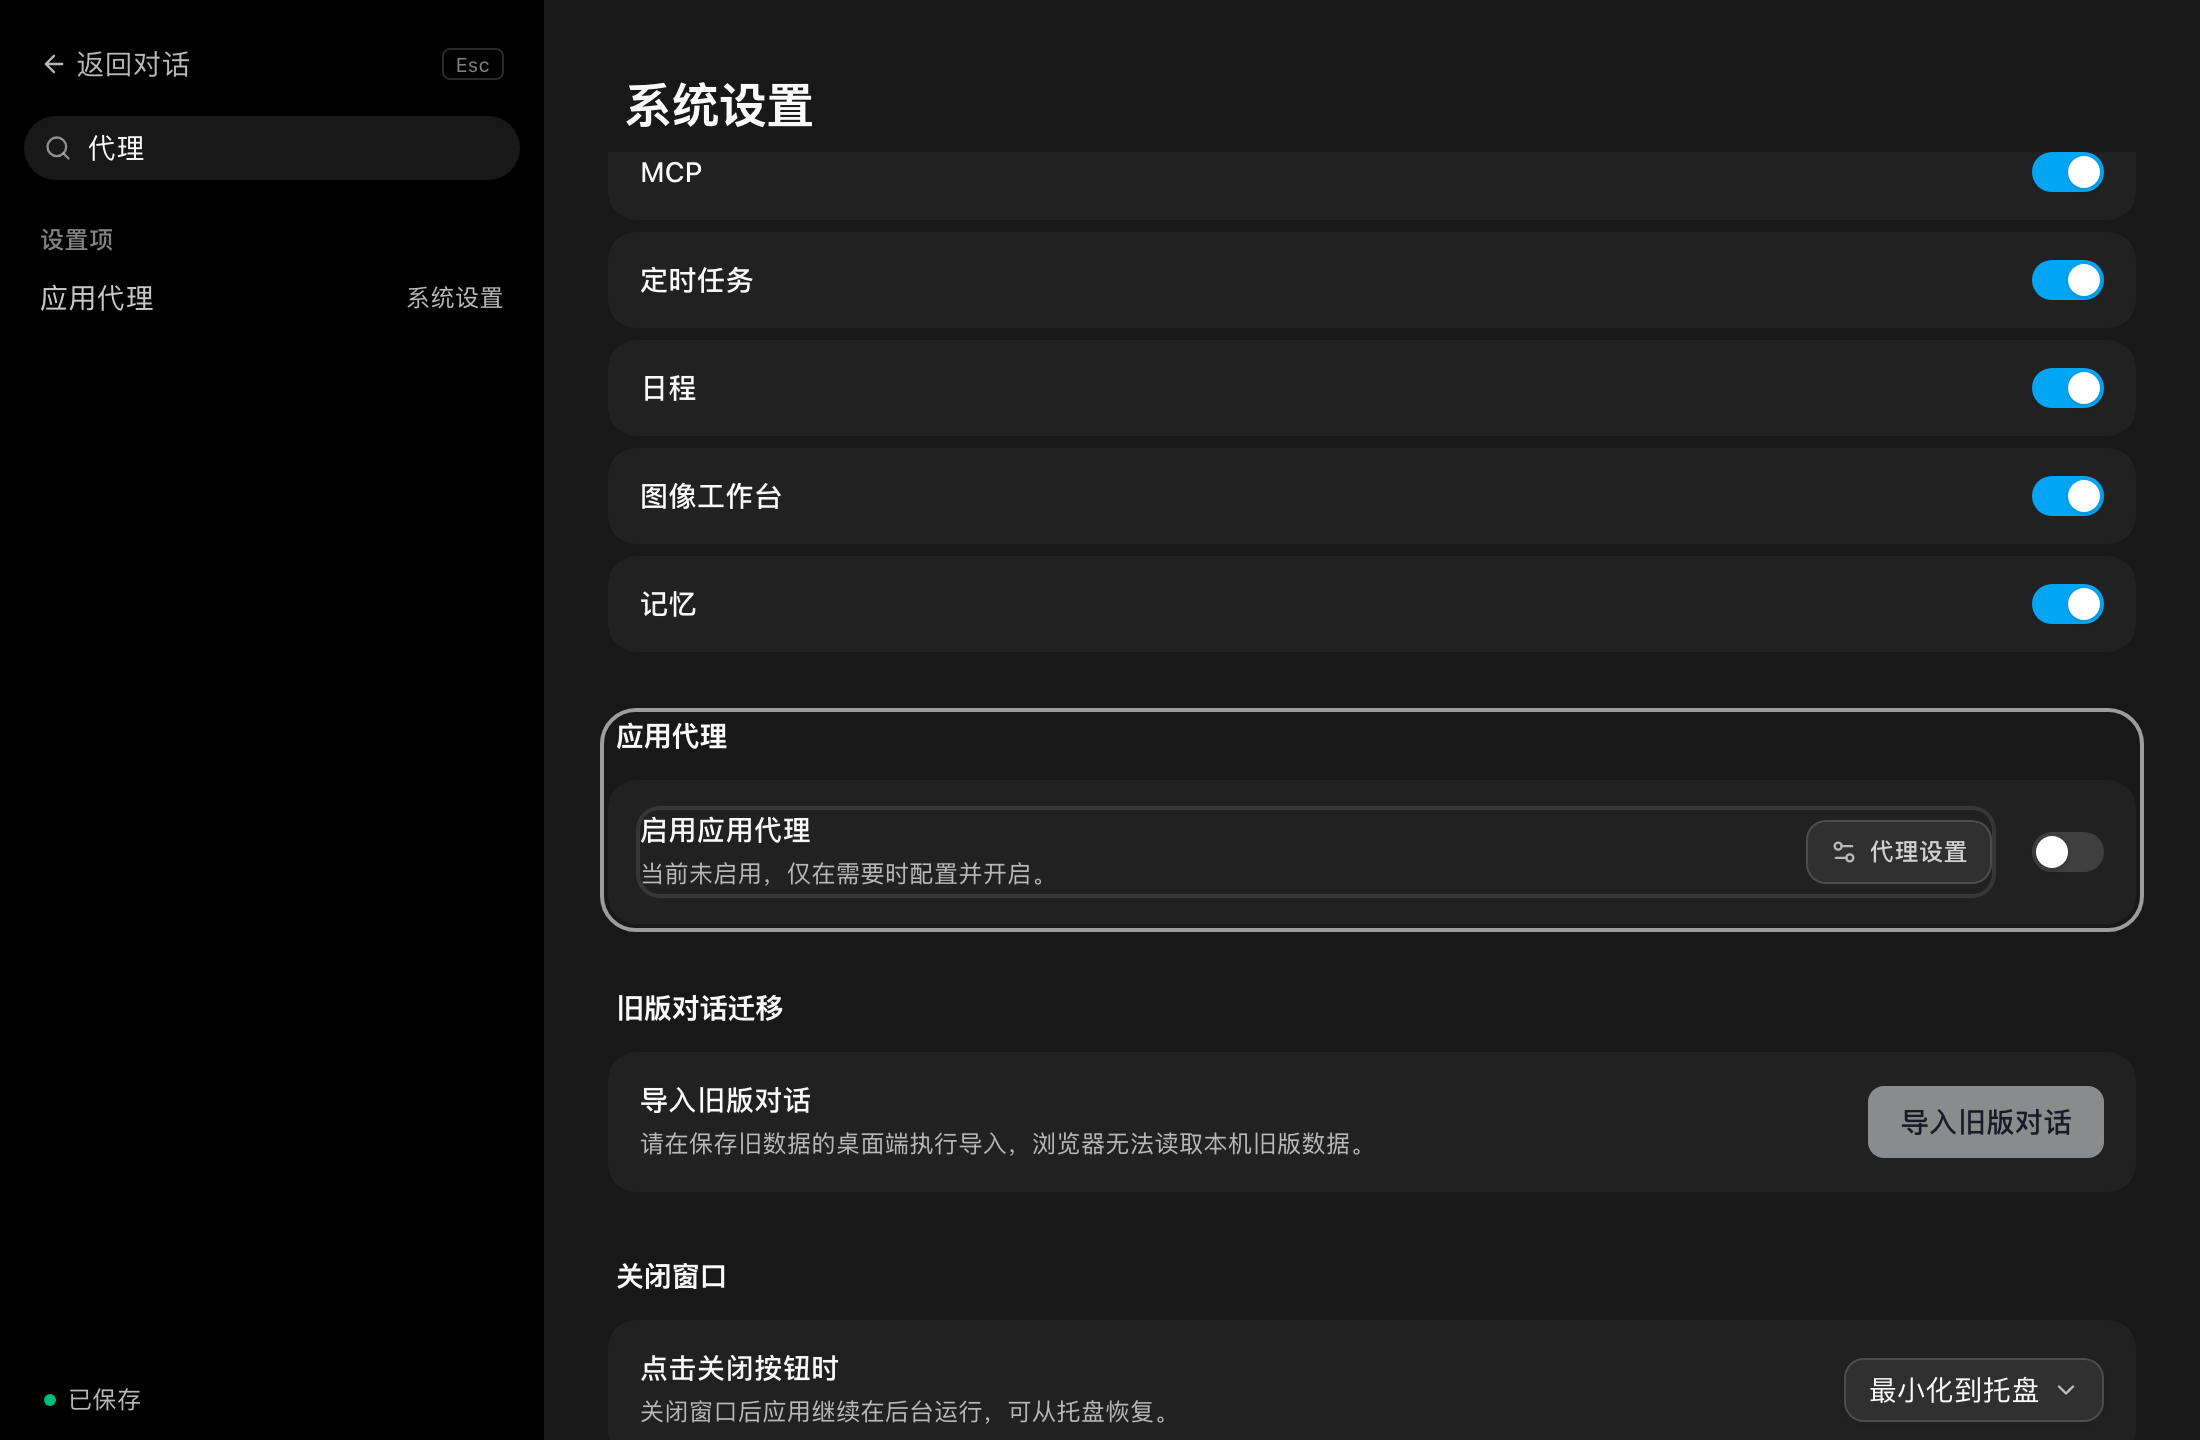 返回对话
Esc
代理
设置项
应用代理
系统设置
已保存
系统设置
MCP
定时任务
日程
图像工作台
记忆
应用代理
启用应用代理
当前未启用，仅在需要时配置并开启。
代理设置
旧版对话迁移
导入旧版对话
请在保存旧数据的桌面端执行导入，浏览器无法读取本机旧版数据。
导入旧版对话
关闭窗口
点击关闭按钮时
关闭窗口后应用继续在后台运行，可从托盘恢复。
最小化到托盘